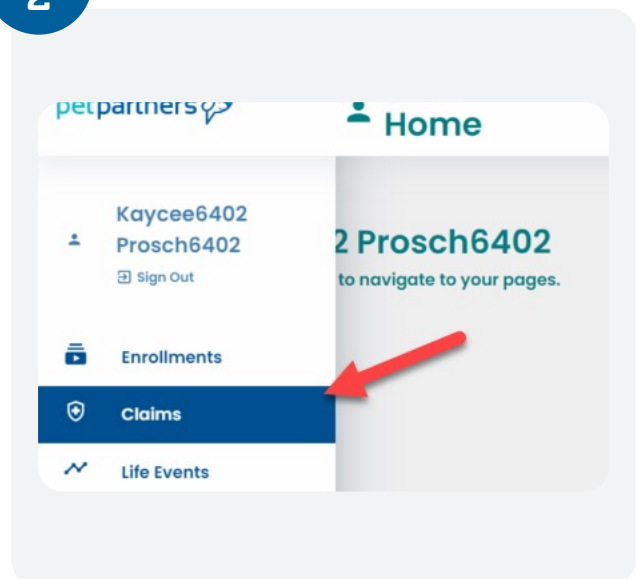 2
petpartners
Home
Kaycee6402
Prosch6402
2 Prosch6402
Sign Out
to navigate to your pages.
Enrollments
Claims
Life Events